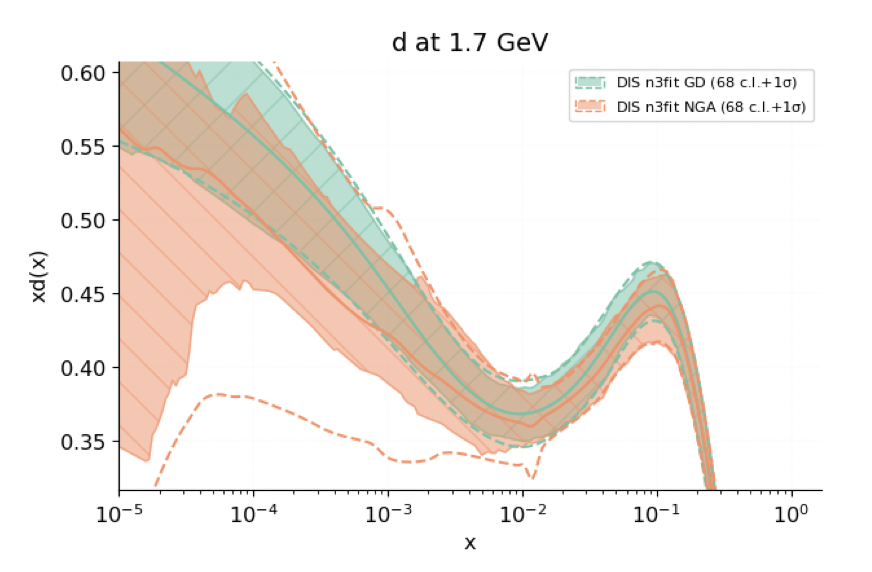 d at 1.7 GeV
DIS n3fit GD (68 c.l.+1σ)
DIS n3fit NGA (68 c.l.+1σ)
xd(x)
0.60
0.55
0.50
0.45
0.40
0.35
10⁻⁵ 10⁻⁴ 10⁻³ 10⁻² 10⁻¹ 10⁰
x